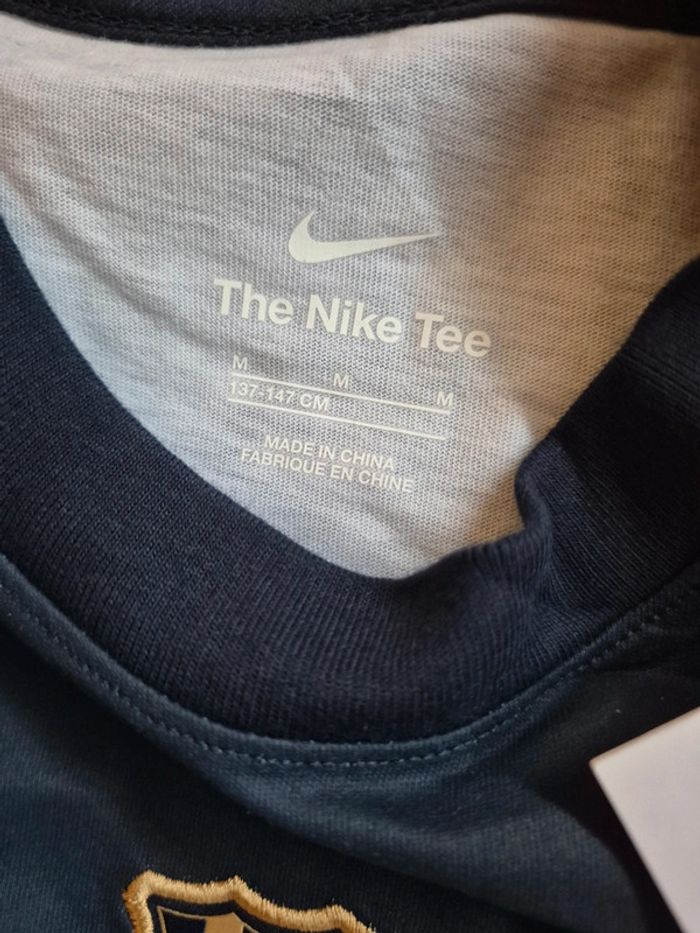 The Nike Tee
M M M
137-147 CM
MADE IN CHINA
FABRIQUE EN CHINE